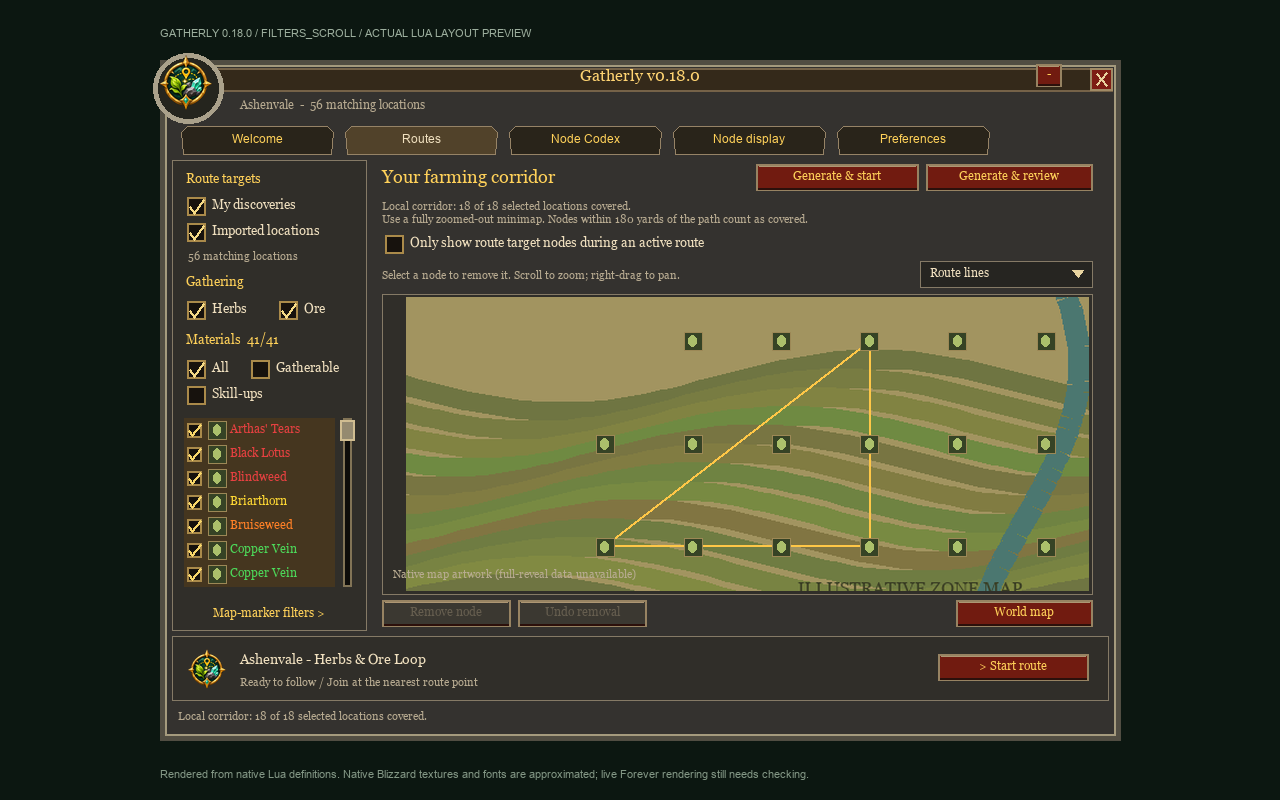 GATHERLY 0.18.0 / FILTERS_SCROLL / ACTUAL LUA LAYOUT PREVIEW
Gatherly v0.18.0
-
X
Ashenvale - 56 matching locations
Welcome
Routes
Node Codex
Node display
Preferences
Route targets
My discoveries
Imported locations
56 matching locations
Gathering
Herbs
Ore
Materials 41/41
All
Gatherable
Skill-ups
Arthas' Tears
Black Lotus
Blindweed
Briarthorn
Bruiseweed
Copper Vein
Copper Vein
Map-marker filters >
Your farming corridor
Generate & start
Generate & review
Local corridor: 18 of 18 selected locations covered.
Use a fully zoomed-out minimap. Nodes within 180 yards of the path count as covered.
Only show route target nodes during an active route
Select a node to remove it. Scroll to zoom; right-drag to pan.
Route lines
Native map artwork (full-reveal data unavailable)
ILLUSTRATIVE ZONE MAP
Remove node
Undo removal
World map
Ashenvale - Herbs & Ore Loop
Ready to follow / Join at the nearest route point
> Start route
Local corridor: 18 of 18 selected locations covered.
Rendered from native Lua definitions. Native Blizzard textures and fonts are approximated; live Forever rendering still needs checking.